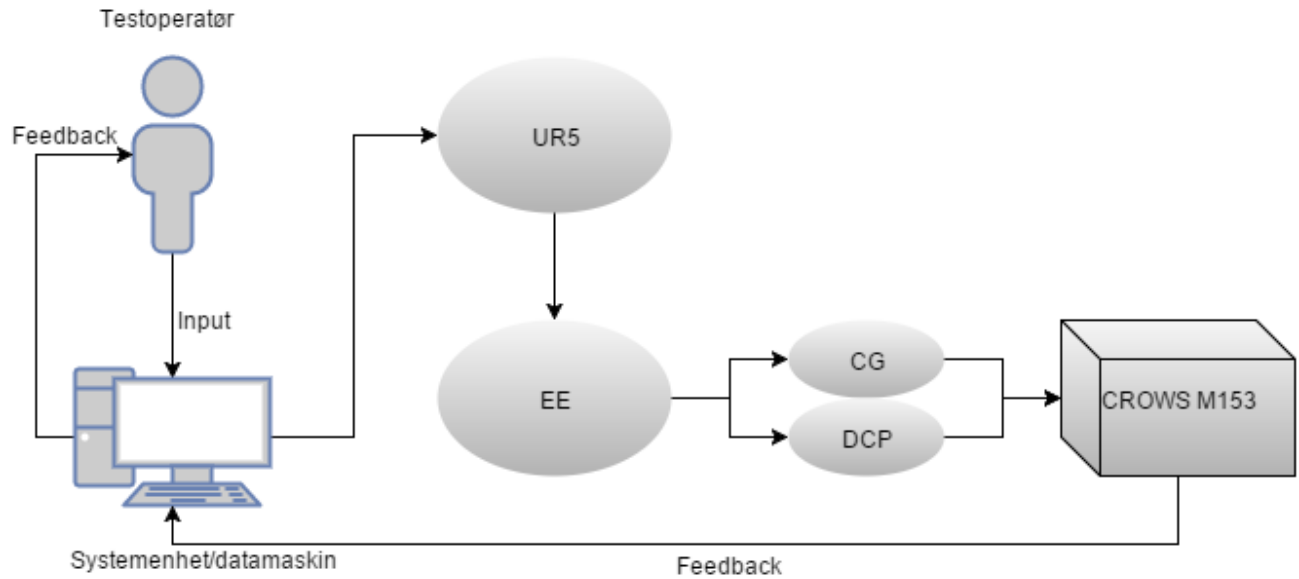 Testoperatør
Feedback
UR5
Input
EE
CG
CROWS M153
DCP
Systemenhet/datamaskin
Feedback